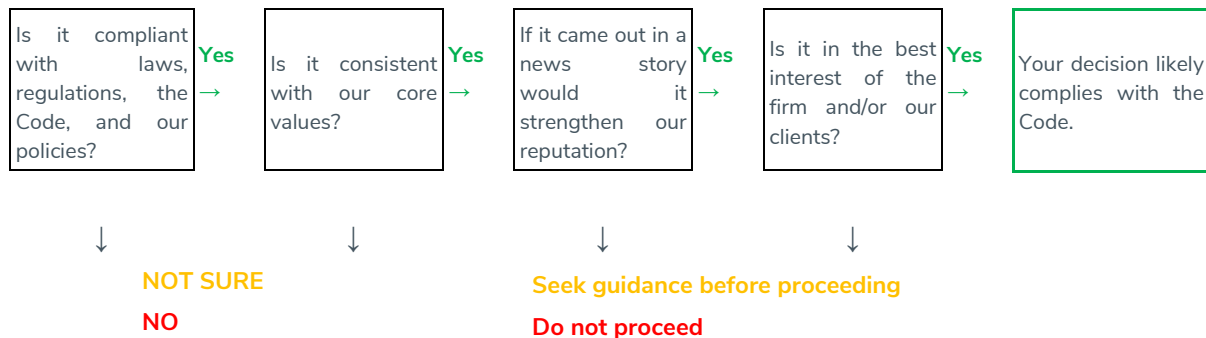 Is it compliant
with laws,
regulations, the
Code, and our
policies?
Yes
→
Is it consistent
with our core
values?
Yes
→
If it came out in a
news story
would it
strengthen our
reputation?
Yes
→
Is it in the best
interest of the
firm and/or our
clients?
Yes
→
Your decision likely
complies with the
Code.
↓ ↓ ↓ ↓
NOT SURE
Seek guidance before proceeding
NO
Do not proceed